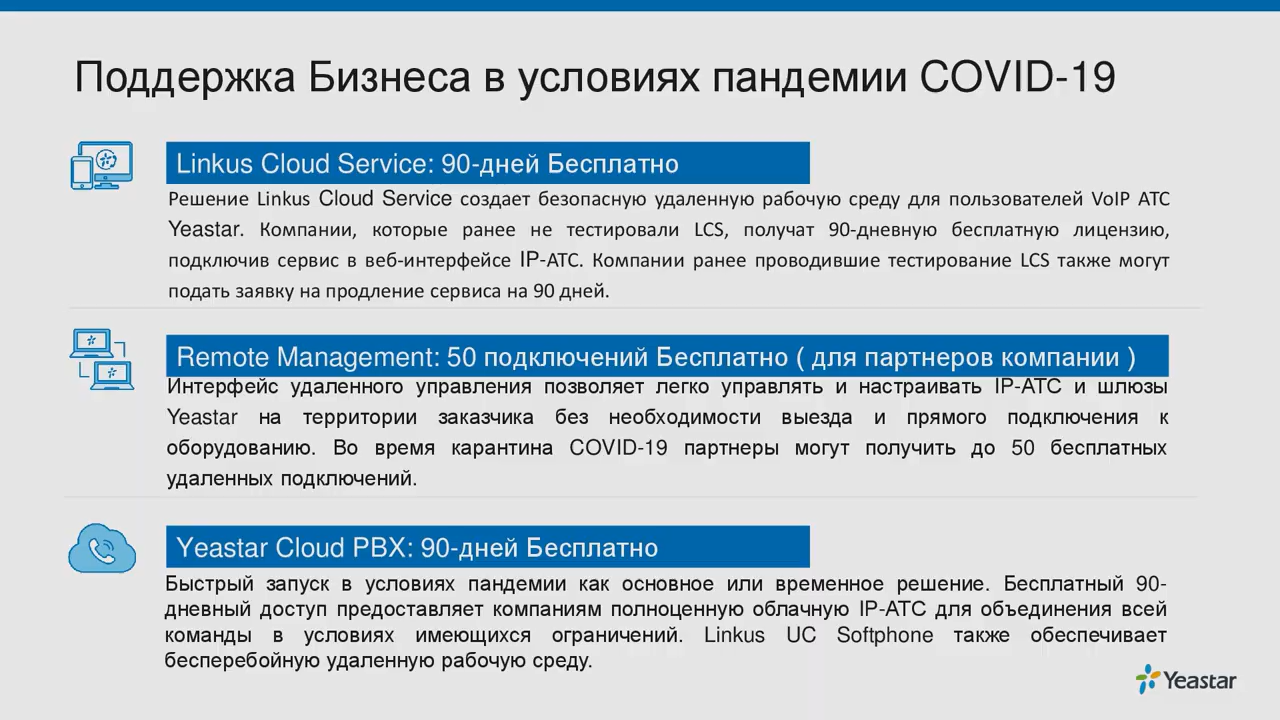 Поддержка Бизнеса в условиях пандемии COVID-19
Linkus Cloud Service: 90-дней Бесплатно
Решение Linkus Cloud Service создает безопасную удаленную рабочую среду для пользователей VoIP АТС
Yeastar. Компании, которые ранее не тестировали LCS, получат 90-дневную бесплатную лицензию,
подключив сервис в веб-интерфейсе IP-АТС. Компании ранее проводившие тестирование LCS также могут
подать заявку на продление сервиса на 90 дней.
Remote Management: 50 подключений Бесплатно ( для партнеров компании )
Интерфейс удаленного управления позволяет легко управлять и настраивать IP-АТС и шлюзы
Yeastar на территории заказчика без необходимости выезда и прямого подключения к
оборудованию. Во время карантина COVID-19 партнеры могут получить до 50 бесплатных
удаленных подключений.
Yeastar Cloud PBX: 90-дней Бесплатно
Быстрый запуск в условиях пандемии как основное или временное решение. Бесплатный 90-
дневный доступ предоставляет компаниям полноценную облачную IP-АТС для объединения всей
команды в условиях имеющихся ограничений. Linkus UC Softphone также обеспечивает
бесперебойную удаленную рабочую среду.
Yeastar